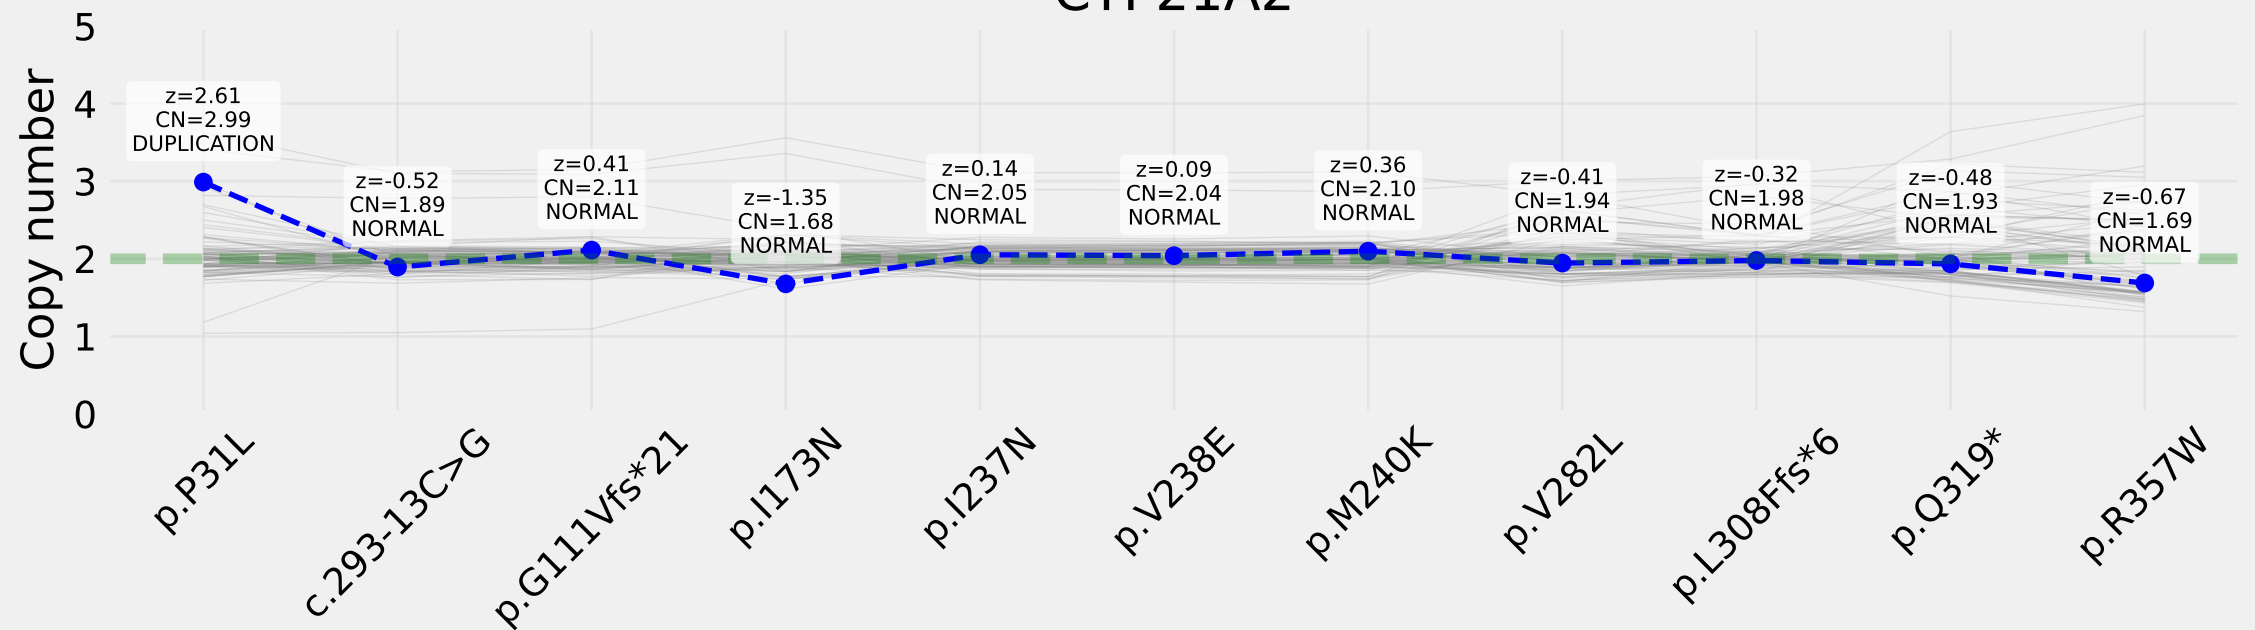 5
4
3
2
1
0
Copy number
z=2.61
CN=2.99
DUPLICATION
z=-0.52
CN=1.89
NORMAL
z=0.41
CN=2.11
NORMAL
z=-1.35
CN=1.68
NORMAL
z=0.14
CN=2.05
NORMAL
z=0.09
CN=2.04
NORMAL
z=0.36
CN=2.10
NORMAL
z=-0.41
CN=1.94
NORMAL
z=-0.32
CN=1.98
NORMAL
z=-0.48
CN=1.93
NORMAL
z=-0.67
CN=1.69
NORMAL
p.P31L
c.293-13C>G
p.G111Vfs*21
p.I173N
p.I237N
p.V238E
p.M240K
p.V282L
p.L308Ffs*6
p.Q319*
p.R357W